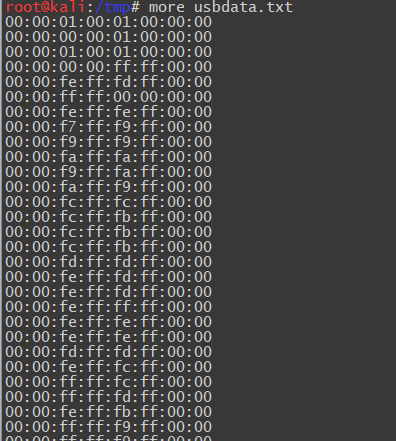 root@kali:/tmp# more usbdata.txt
00:00:01:00:01:00:00:00
00:00:00:00:01:00:00:00
00:00:01:00:01:00:00:00
00:00:00:00:ff:ff:00:00
00:00:fe:ff:fd:ff:00:00
00:00:ff:ff:00:00:00:00
00:00:fe:ff:fe:ff:00:00
00:00:f7:ff:f9:ff:00:00
00:00:f9:ff:f9:ff:00:00
00:00:fa:ff:fa:ff:00:00
00:00:f9:ff:fa:ff:00:00
00:00:fa:ff:f9:ff:00:00
00:00:fc:ff:fc:ff:00:00
00:00:fc:ff:fb:ff:00:00
00:00:fc:ff:fb:ff:00:00
00:00:fc:ff:fb:ff:00:00
00:00:fd:ff:fd:ff:00:00
00:00:fe:ff:fd:ff:00:00
00:00:fe:ff:fd:ff:00:00
00:00:fe:ff:ff:ff:00:00
00:00:fe:ff:fe:ff:00:00
00:00:fe:ff:fe:ff:00:00
00:00:fd:ff:fd:ff:00:00
00:00:fe:ff:fc:ff:00:00
00:00:ff:ff:fc:ff:00:00
00:00:ff:ff:fd:ff:00:00
00:00:fe:ff:fb:ff:00:00
00:00:ff:ff:f9:ff:00:00